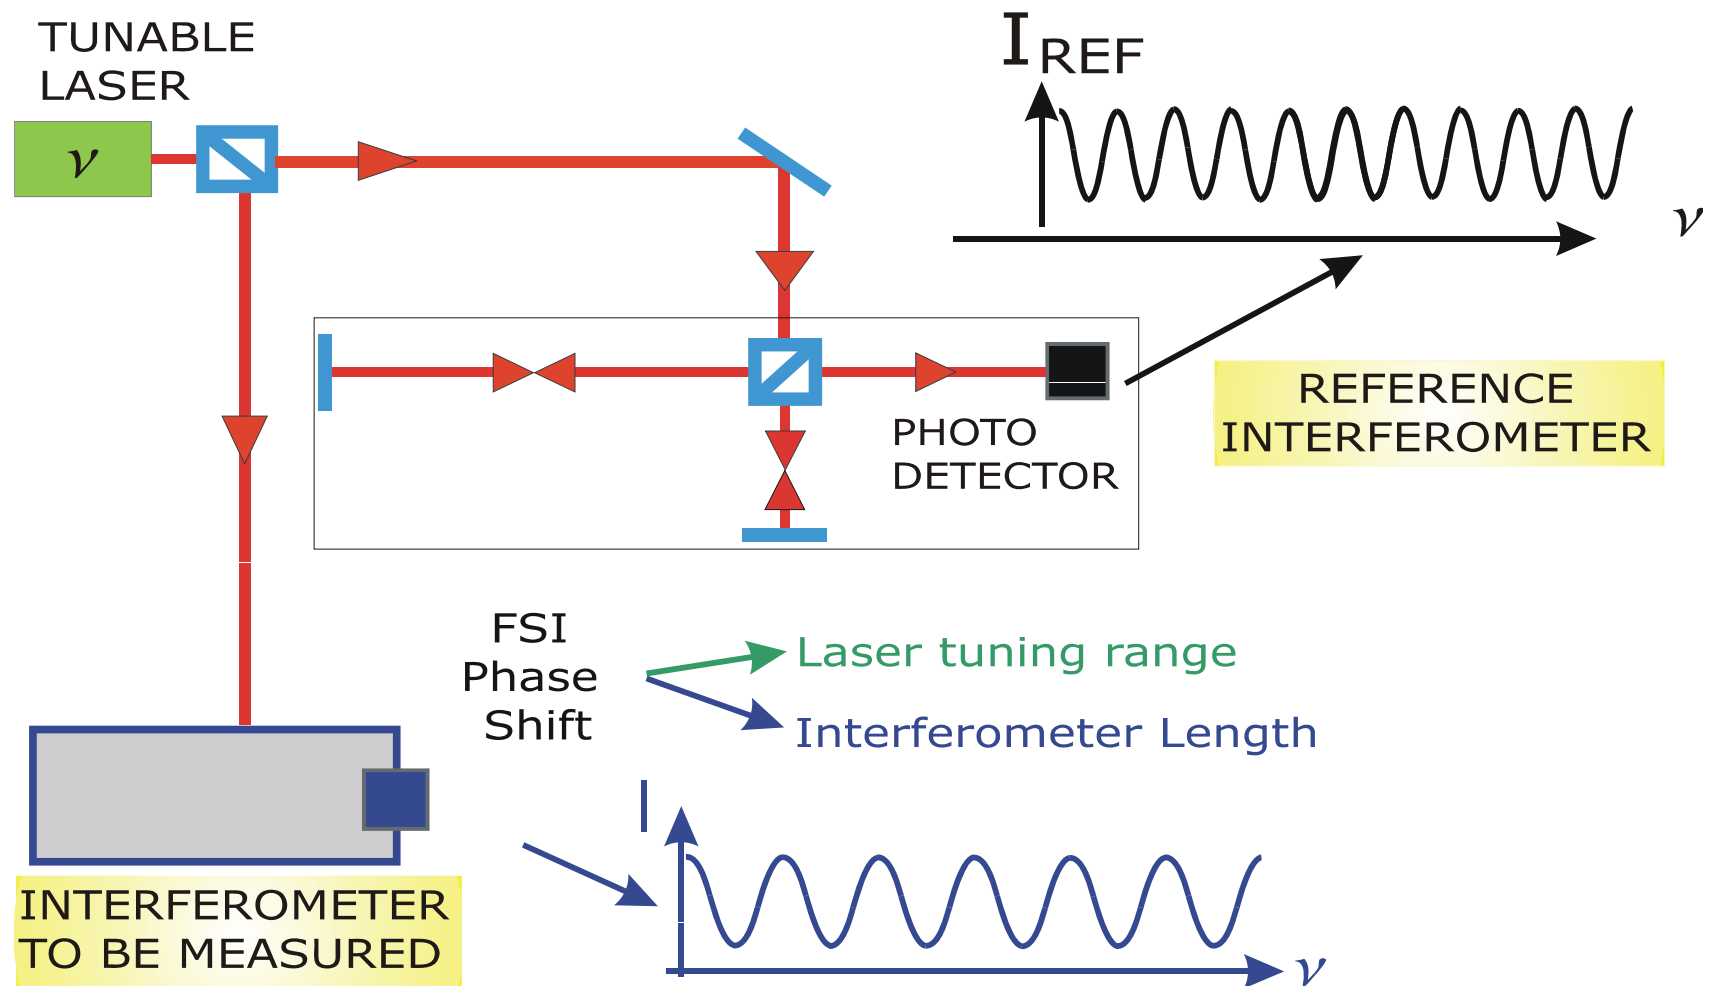 TUNABLE
LASER
ν
I REF
ν
PHOTO
DETECTOR
REFERENCE
INTERFEROMETER
FSI
Phase
Shift
Laser tuning range
Interferometer Length
I
ν
INTERFEROMETER
TO BE MEASURED